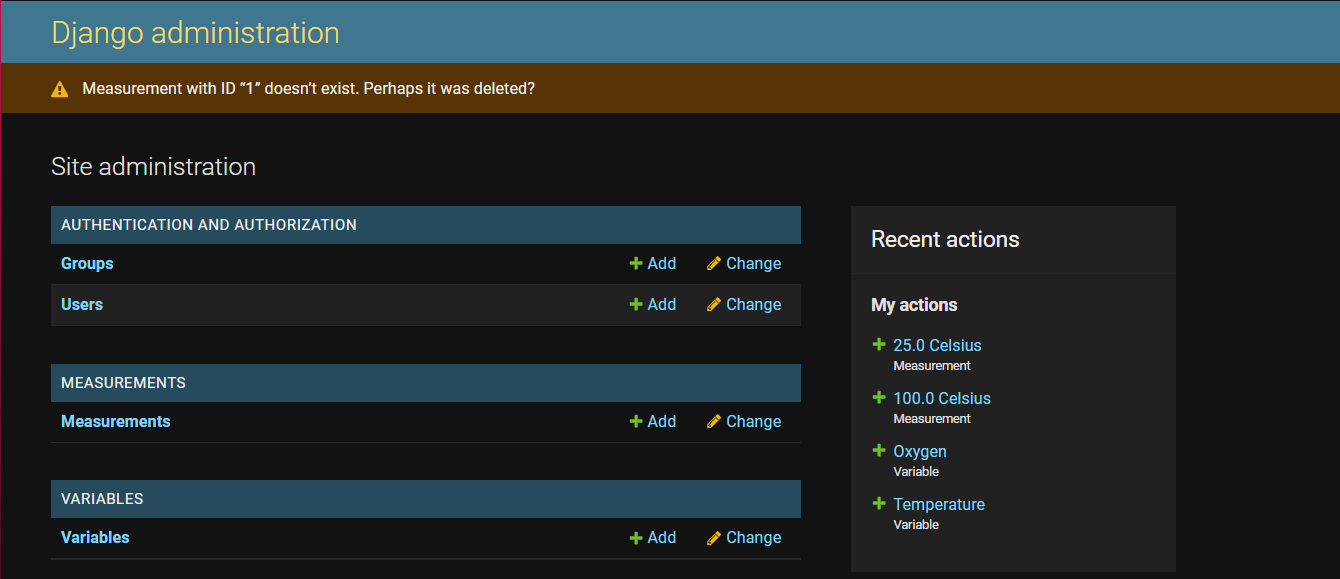 Django administration
Measurement with ID “1” doesn’t exist. Perhaps it was deleted?
Site administration
AUTHENTICATION AND AUTHORIZATION
Groups Add Change
Users Add Change
MEASUREMENTS
Measurements Add Change
VARIABLES
Variables Add Change
Recent actions
My actions
25.0 Celsius
Measurement
100.0 Celsius
Measurement
Oxygen
Variable
Temperature
Variable